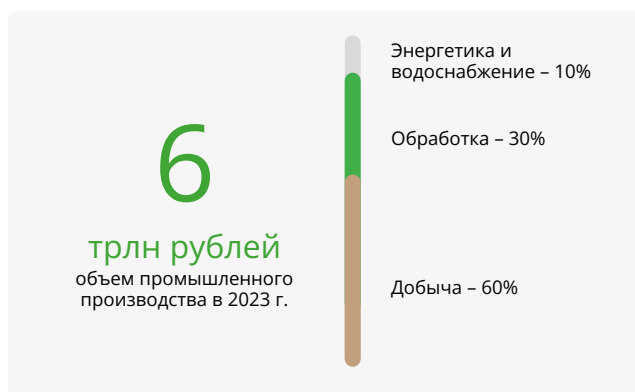 6
трлн рублей
объем промышленного
производства в 2023 г.
Энергетика и
водоснабжение – 10%
Обработка – 30%
Добыча – 60%